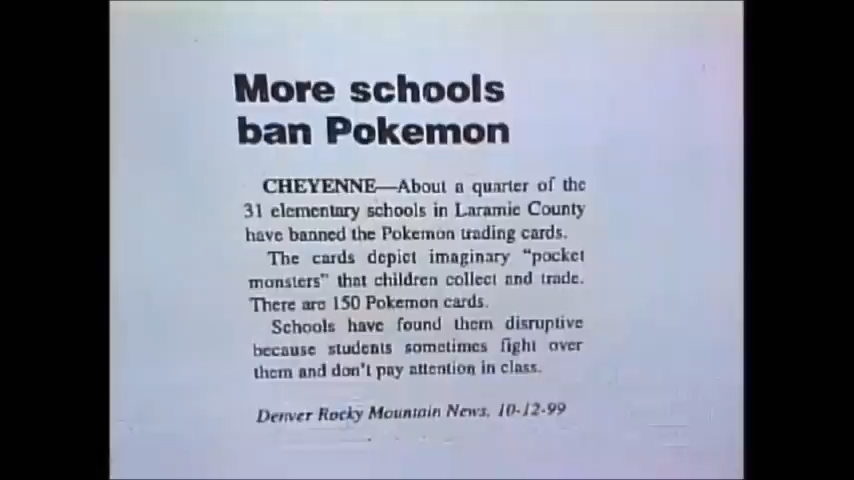 More schools
ban Pokemon
CHEYENNE—About a quarter of the
31 elementary schools in Laramie County
have banned the Pokemon trading cards.
The cards depict imaginary "pocket
monsters" that children collect and trade.
There are 150 Pokemon cards.
Schools have found them disruptive
because students sometimes fight over
them and don't pay attention in class.
Denver Rocky Mountain News, 10-12-99